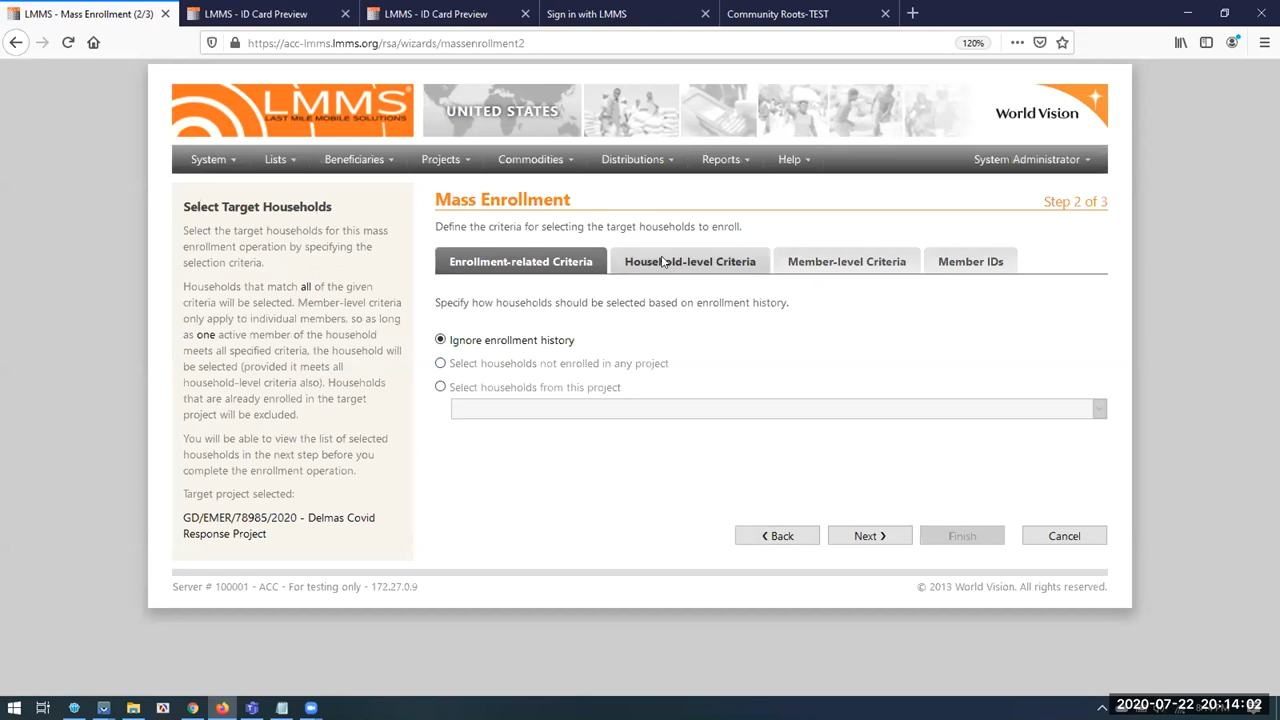 LMMS - Mass Enrollment (2/3)
LMMS - ID Card Preview
LMMS - ID Card Preview
Sign in with LMMS
Community Roots-TEST
https://acc-lmms.lmms.org/rsa/wizards/massenrollment2
120%
LMMS®
LAST MILE MOBILE SOLUTIONS
UNITED STATES
World Vision
System
Lists
Beneficiaries
Projects
Commodities
Distributions
Reports
Help
System Administrator
Select Target Households
Select the target households for this mass
enrollment operation by specifying the
selection criteria.
Households that match all of the given
criteria will be selected. Member-level criteria
only apply to individual members, so as long
as one active member of the household
meets all specified criteria, the household will
be selected (provided it meets all
household-level criteria also). Households
that are already enrolled in the target
project will be excluded.
You will be able to view the list of selected
households in the next step before you
complete the enrollment operation.
Target project selected:
GD/EMER/78985/2020 - Delmas Covid
Response Project
Mass Enrollment
Step 2 of 3
Define the criteria for selecting the target households to enroll.
Enrollment-related Criteria
Household-level Criteria
Member-level Criteria
Member IDs
Specify how households should be selected based on enrollment history.
Ignore enrollment history
Select households not enrolled in any project
Select households from this project
Back
Next
Finish
Cancel
Server # 100001 - ACC - For testing only - 172.27.0.9
© 2013 World Vision. All rights reserved.
2020-07-22 20:14:02